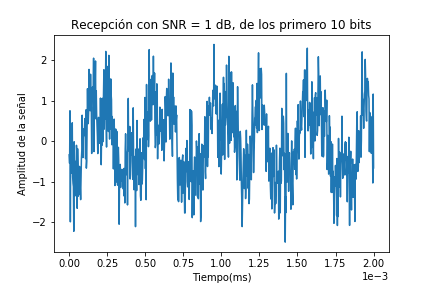 Recepción con SNR = 1 dB, de los primero 10 bits
Amplitud de la señal
2
1
0
−1
−2
0.00 0.25 0.50 0.75 1.00 1.25 1.50 1.75 2.00
1e−3
Tiempo(ms)